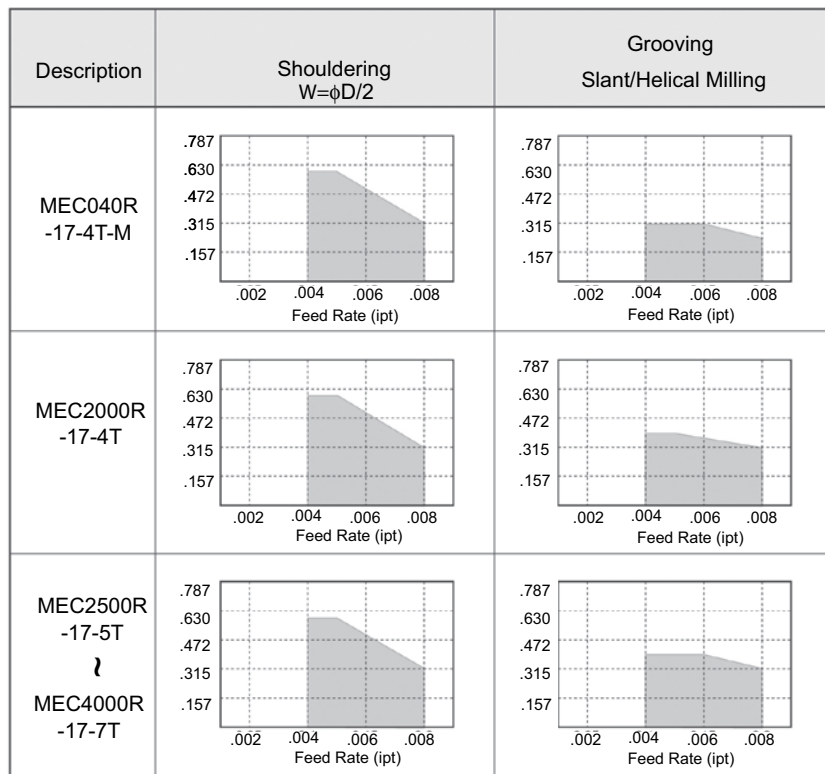 Description
Shouldering
W=ϕD/2
Grooving
Slant/Helical Milling
MEC040R
-17-4T-M
.787
.630
.472
.315
.157
.002 .004 .006 .008
Feed Rate (ipt)
.787
.630
.472
.315
.157
.002 .004 .006 .008
Feed Rate (ipt)
MEC2000R
-17-4T
.787
.630
.472
.315
.157
.002 .004 .006 .008
Feed Rate (ipt)
.787
.630
.472
.315
.157
.002 .004 .006 .008
Feed Rate (ipt)
MEC2500R
-17-5T
~
MEC4000R
-17-7T
.787
.630
.472
.315
.157
.002 .004 .006 .008
Feed Rate (ipt)
.787
.630
.472
.315
.157
.002 .004 .006 .008
Feed Rate (ipt)